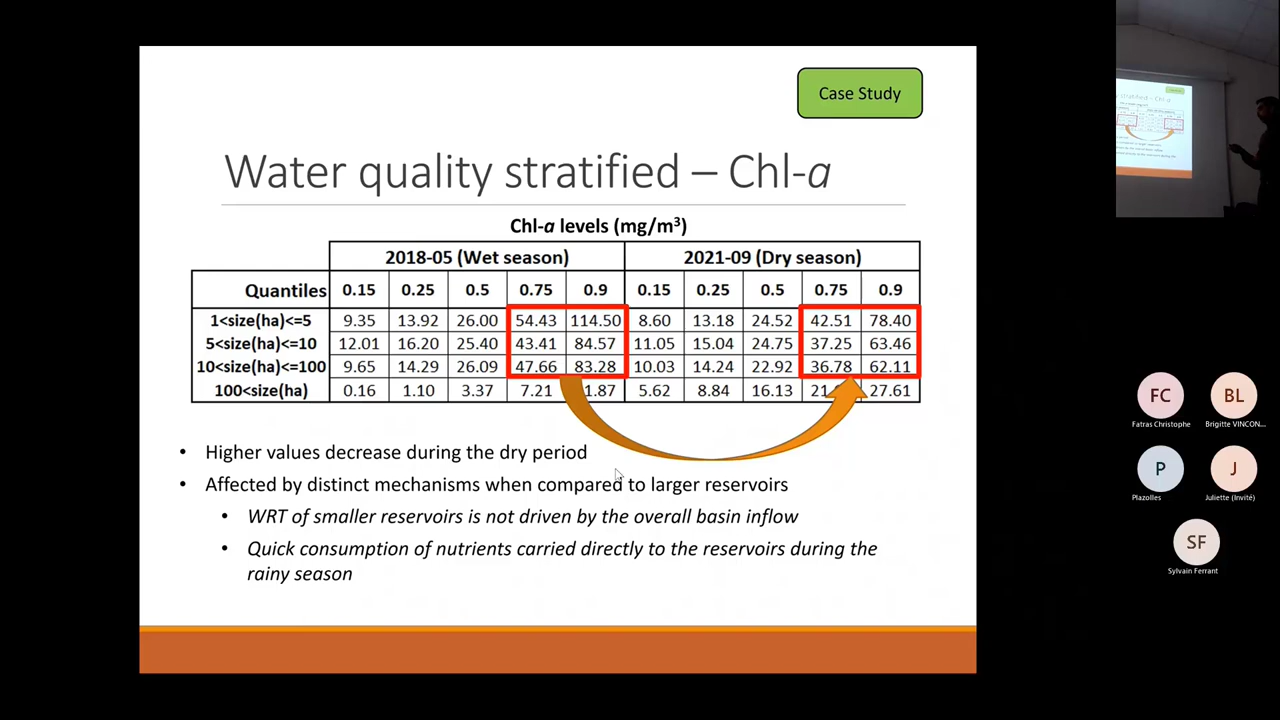 Case Study
Water quality stratified – Chl-a
Chl-a levels (mg/m³)
2018-05 (Wet season) 2021-09 (Dry season)
Quantiles 0.15 0.25 0.5 0.75 0.9 0.15 0.25 0.5 0.75 0.9
1<size(ha)<=5 9.35 13.92 26.00 54.43 114.50 8.60 13.18 24.52 42.51 78.40
5<size(ha)<=10 12.01 16.20 25.40 43.41 84.57 11.05 15.04 24.75 37.25 63.46
10<size(ha)<=100 9.65 14.29 26.09 47.66 83.28 10.03 14.24 22.92 36.78 62.11
100<size(ha) 0.16 1.10 3.37 7.21 5.62 8.84 16.13 27.61
• Higher values decrease during the dry period
• Affected by distinct mechanisms when compared to larger reservoirs
• WRT of smaller reservoirs is not driven by the overall basin inflow
• Quick consumption of nutrients carried directly to the reservoirs during the
rainy season
FC
Fatras Christophe
BL
Brigitte VINCON...
P
Plazolles
J
Juliette (Invité)
SF
Sylvain Ferrant